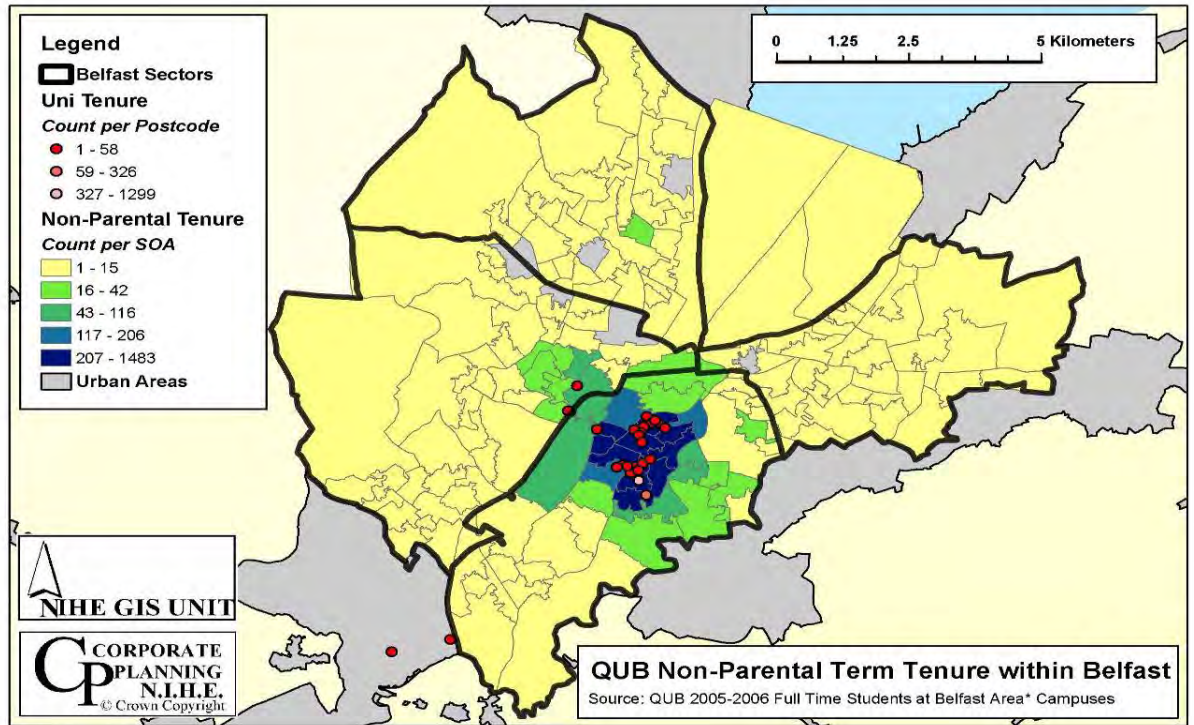 Legend
Belfast Sectors
Uni Tenure
Count per Postcode
1 - 58
59 - 326
327 - 1299
Non-Parental Tenure
Count per SOA
1 - 15
16 - 42
43 - 116
117 - 206
207 - 1483
Urban Areas
0 1.25 2.5 5 Kilometers
NIHE GIS UNIT
CP CORPORATE
PLANNING
N.I.H.E.
© Crown Copyright
QUB Non-Parental Term Tenure within Belfast
Source: QUB 2005-2006 Full Time Students at Belfast Area* Campuses